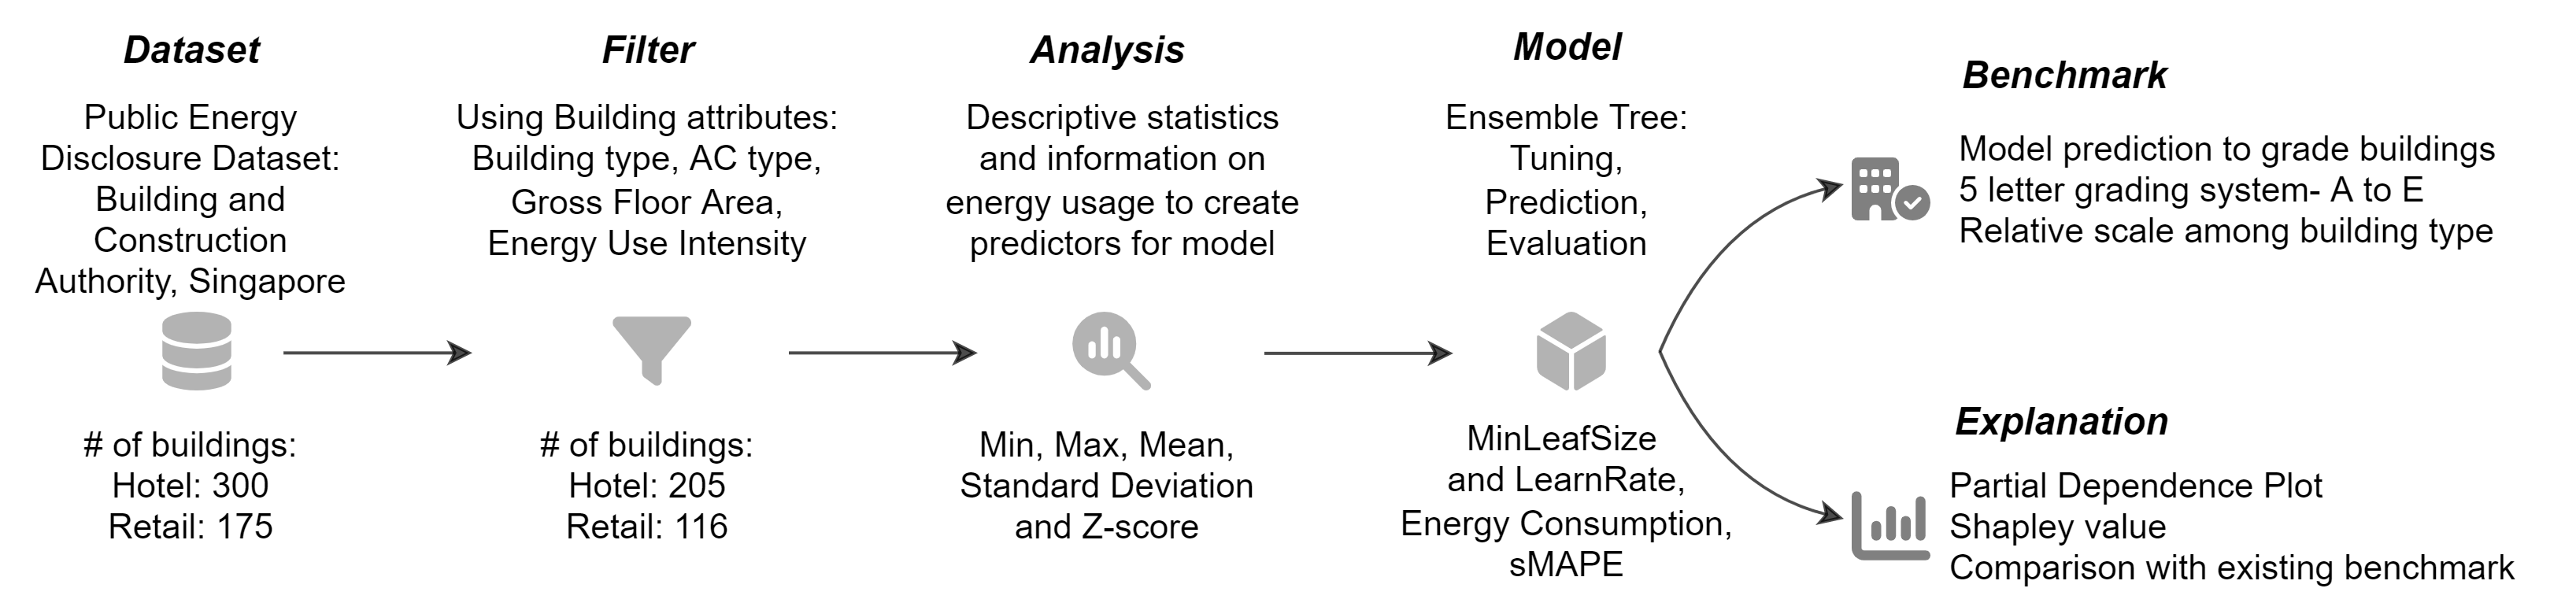 Dataset
Public Energy
Disclosure Dataset:
Building and
Construction
Authority, Singapore
# of buildings:
Hotel: 300
Retail: 175
Filter
Using Building attributes:
Building type, AC type,
Gross Floor Area,
Energy Use Intensity
# of buildings:
Hotel: 205
Retail: 116
Analysis
Descriptive statistics
and information on
energy usage to create
predictors for model
Min, Max, Mean,
Standard Deviation
and Z-score
Model
Ensemble Tree:
Tuning,
Prediction,
Evaluation
MinLeafSize
and LearnRate,
Energy Consumption,
sMAPE
Benchmark
Model prediction to grade buildings
5 letter grading system- A to E
Relative scale among building type
Explanation
Partial Dependence Plot
Shapley value
Comparison with existing benchmark